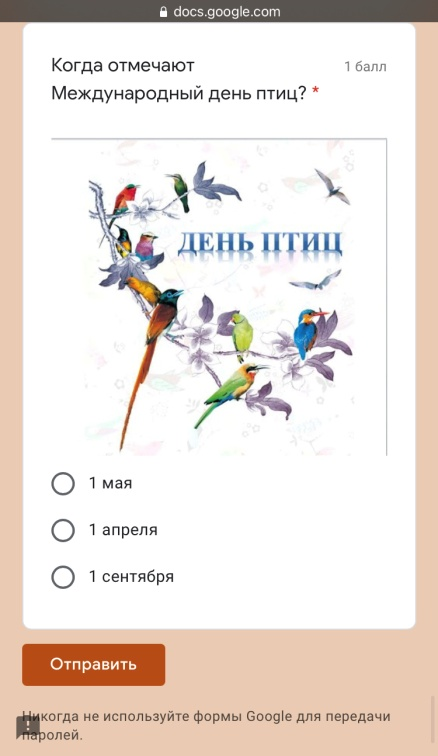 docs.google.com
Когда отмечают
1 балл
Международный день птиц? *
ДЕНЬ ПТИЦ
1 мая
1 апреля
1 сентября
Отправить
Никогда не используйте формы Google для передачи
паролей.